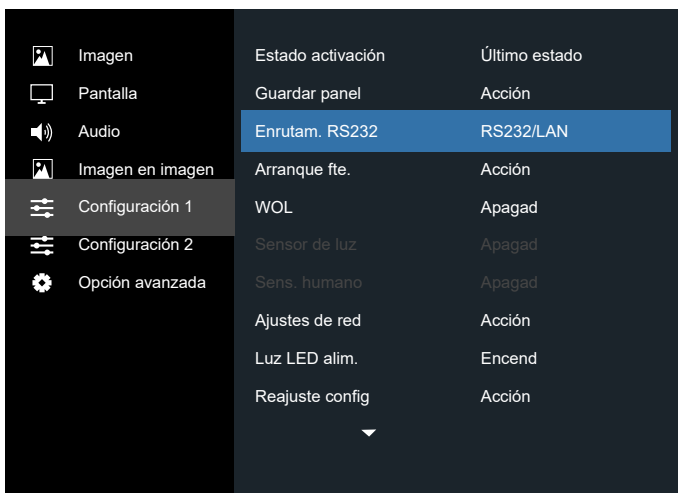 Imagen
Pantalla
Audio
Imagen en imagen
Configuración 1
Configuración 2
Opción avanzada
Estado activación Último estado
Guardar panel Acción
Enrutam. RS232 RS232/LAN
Arranque fte. Acción
WOL Apagad
Sensor de luz Apagad
Sens. humano Apagad
Ajustes de red Acción
Luz LED alim. Encend
Reajuste config Acción